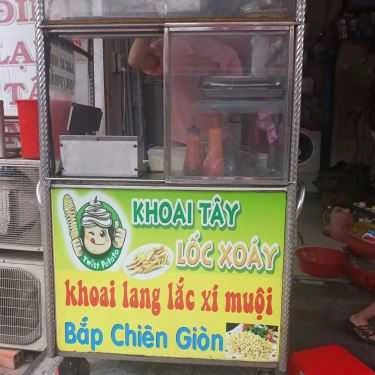 KHOAI TÂY
LỐC XOÁY
Twist Potato
khoai lang lắc xí muội
Bắp Chiên Giòn